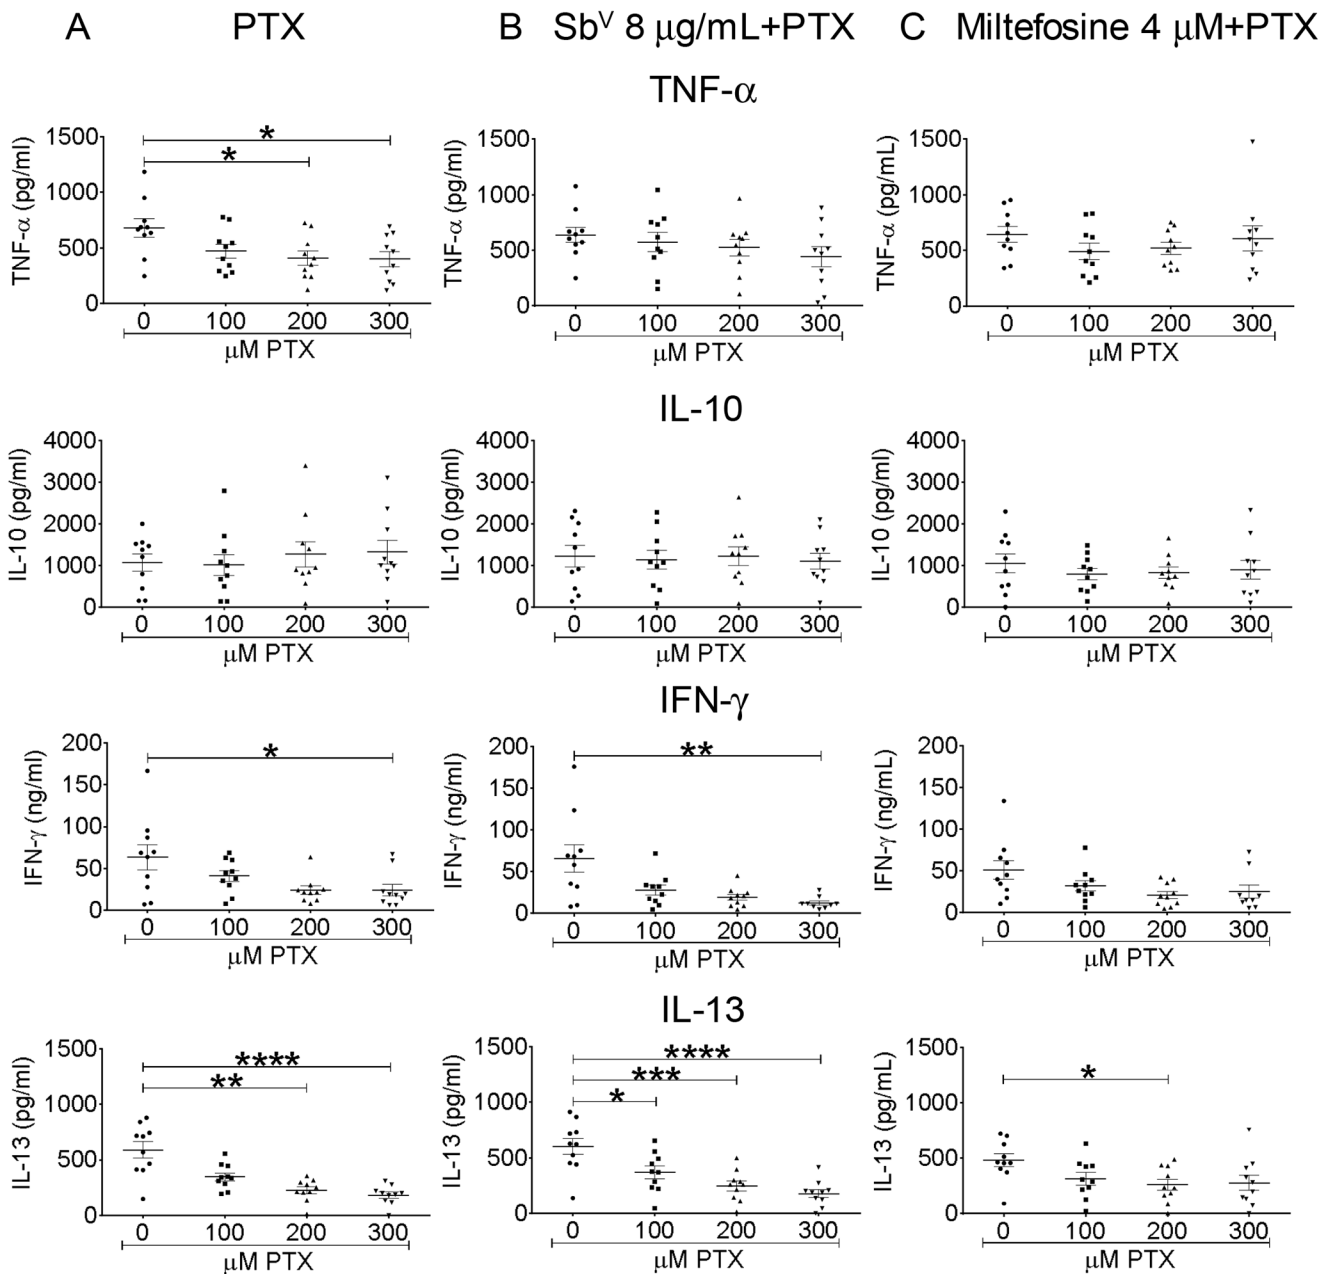 A PTX B Sbⱽ 8 μg/mL+PTX C Miltefosine 4 μM+PTX
TNF-α
TNF-α (pg/ml)
1500
1000
500
0
* 
*
0 100 200 300
μM PTX
TNF-α (pg/ml)
1500
1000
500
0
0 100 200 300
μM PTX
TNF-α (pg/mL)
1500
1000
500
0
0 100 200 300
μM PTX
IL-10
IL-10 (pg/ml)
4000
3000
2000
1000
0
0 100 200 300
μM PTX
IL-10 (pg/ml)
4000
3000
2000
1000
0
0 100 200 300
μM PTX
IL-10 (pg/ml)
4000
3000
2000
1000
0
0 100 200 300
μM PTX
IFN-γ
IFN-γ (ng/ml)
200
150
100
50
0
*
0 100 200 300
μM PTX
IFN-γ (ng/ml)
200
150
100
50
0
**
0 100 200 300
μM PTX
IFN-γ (ng/mL)
200
150
100
50
0
0 100 200 300
μM PTX
IL-13
IL-13 (pg/ml)
1500
1000
500
0
****
**
0 100 200 300
μM PTX
IL-13 (pg/ml)
1500
1000
500
0
****
***
*
0 100 200 300
μM PTX
IL-13 (pg/mL)
1500
1000
500
0
*
0 100 200 300
μM PTX